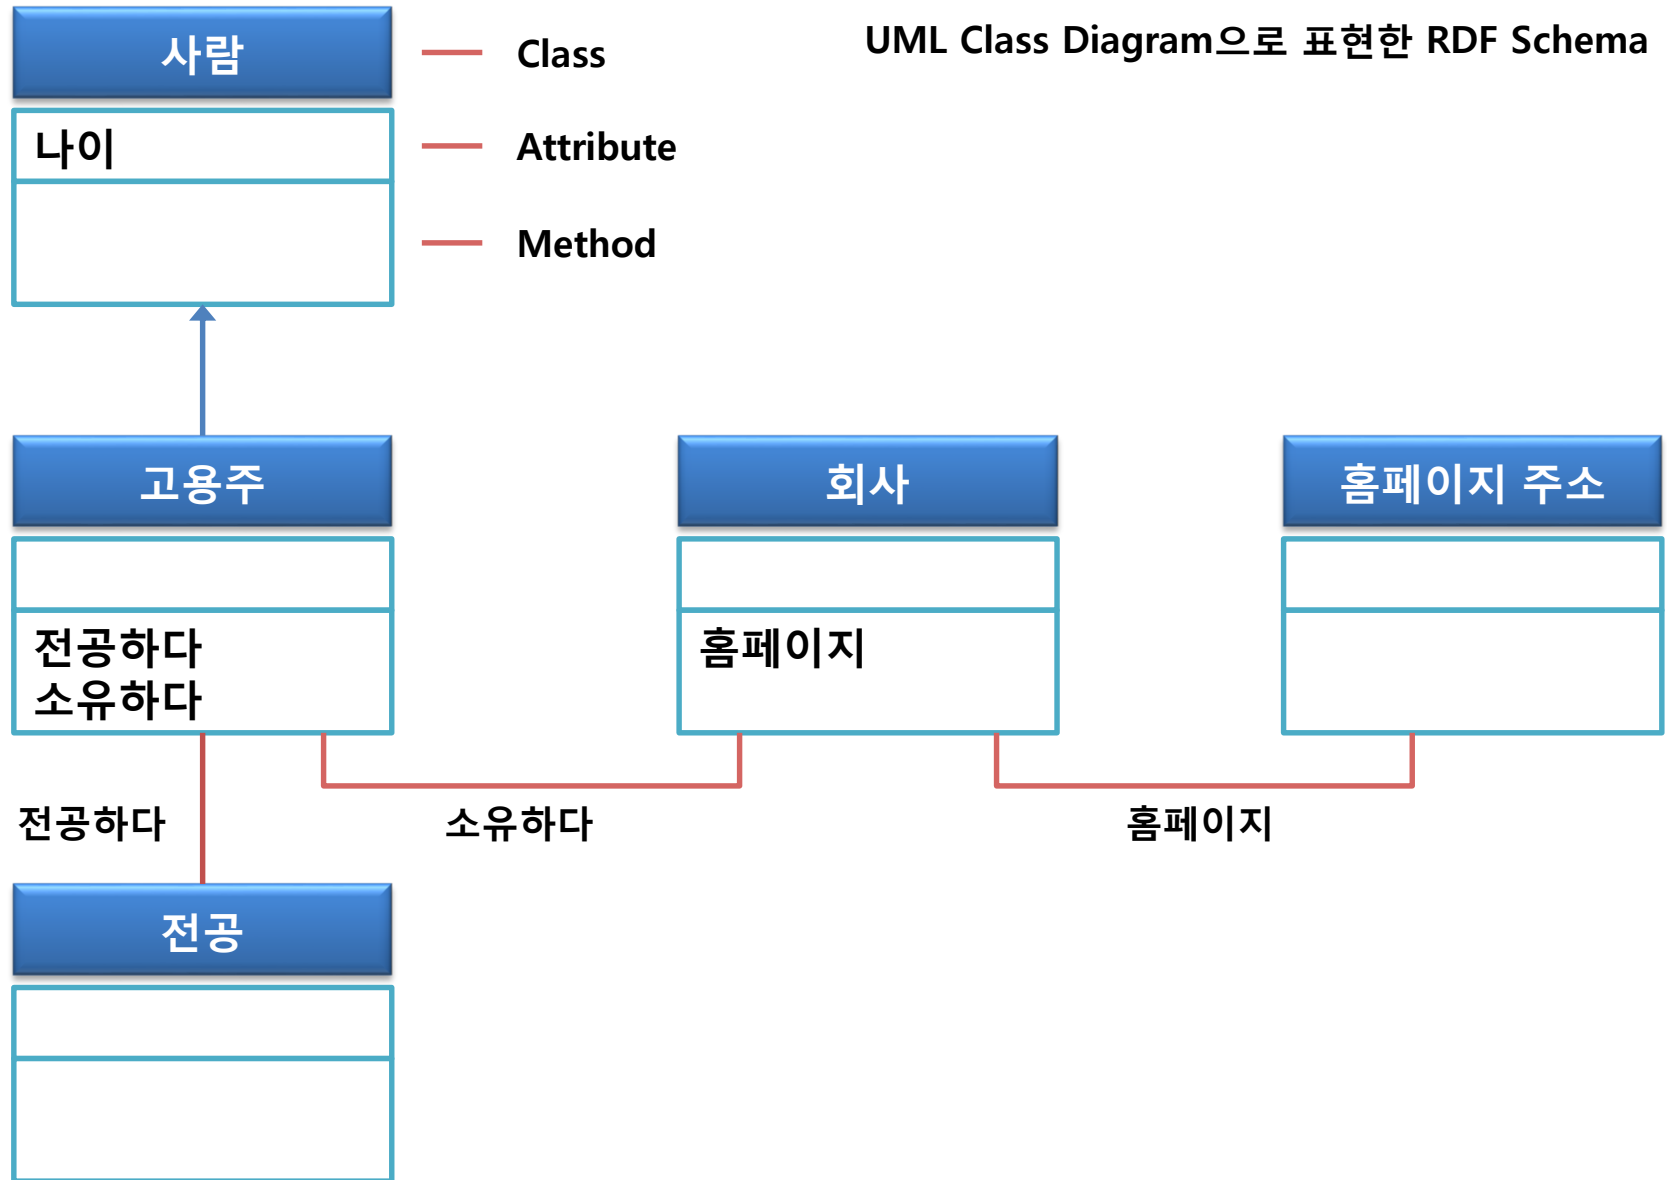 사람
Class
UML Class Diagram으로 표현한 RDF Schema
나이
Attribute
Method
고용주
회사
홈페이지 주소
전공하다
소유하다
홈페이지
전공하다
소유하다
홈페이지
전공